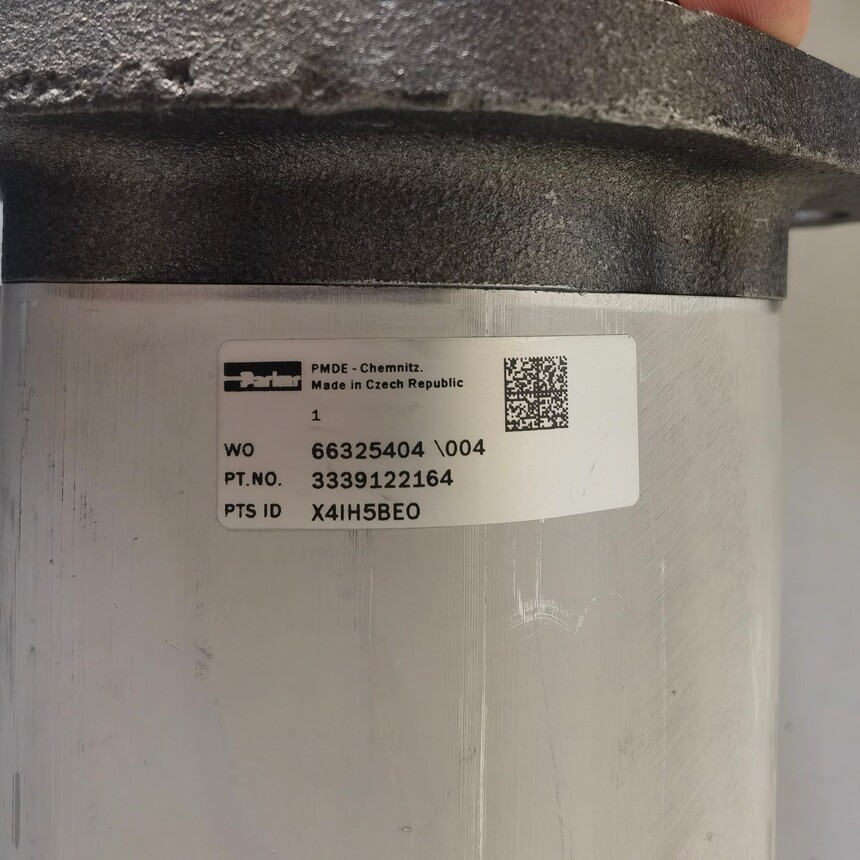 Parker
PMDE - Chemnitz.
Made in Czech Republic
1
WO 66325404 \004
PT.NO. 3339122164
PTS ID X4IH5BEO